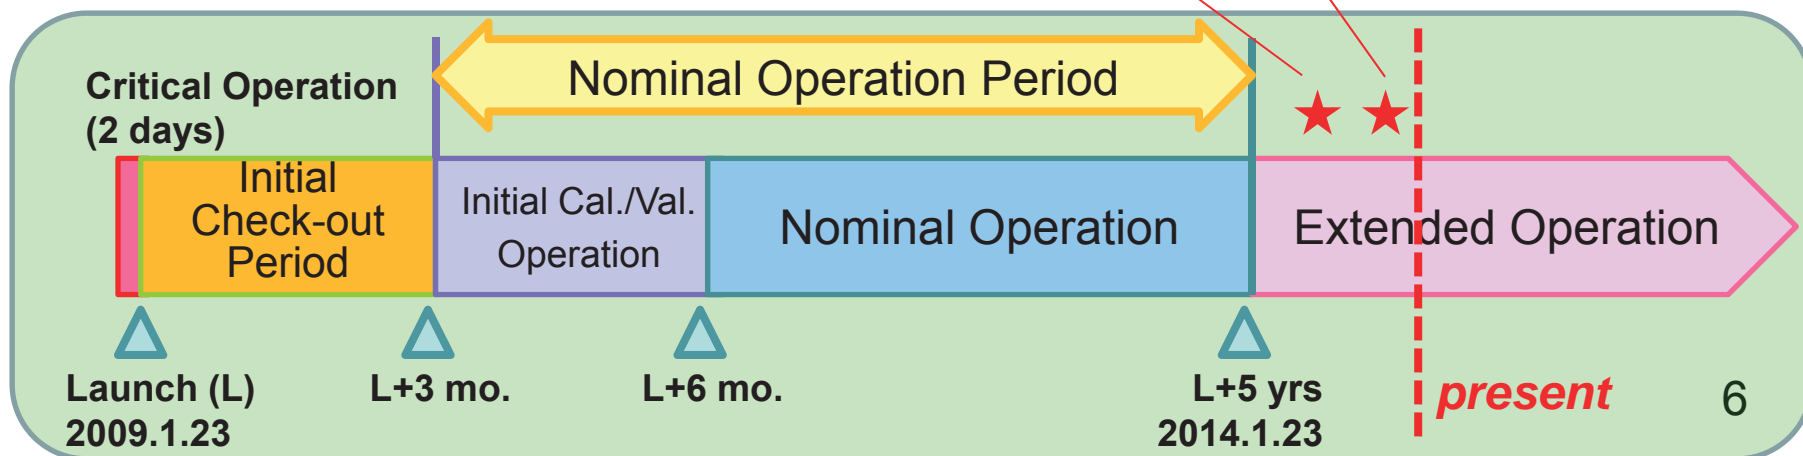 Nominal Operation Period
Critical Operation
(2 days)
Initial
Check-out
Period
Initial Cal./Val.
Operation
Nominal Operation
Extended Operation
Launch (L)
2009.1.23
L+3 mo.
L+6 mo.
L+5 yrs
2014.1.23
present
6